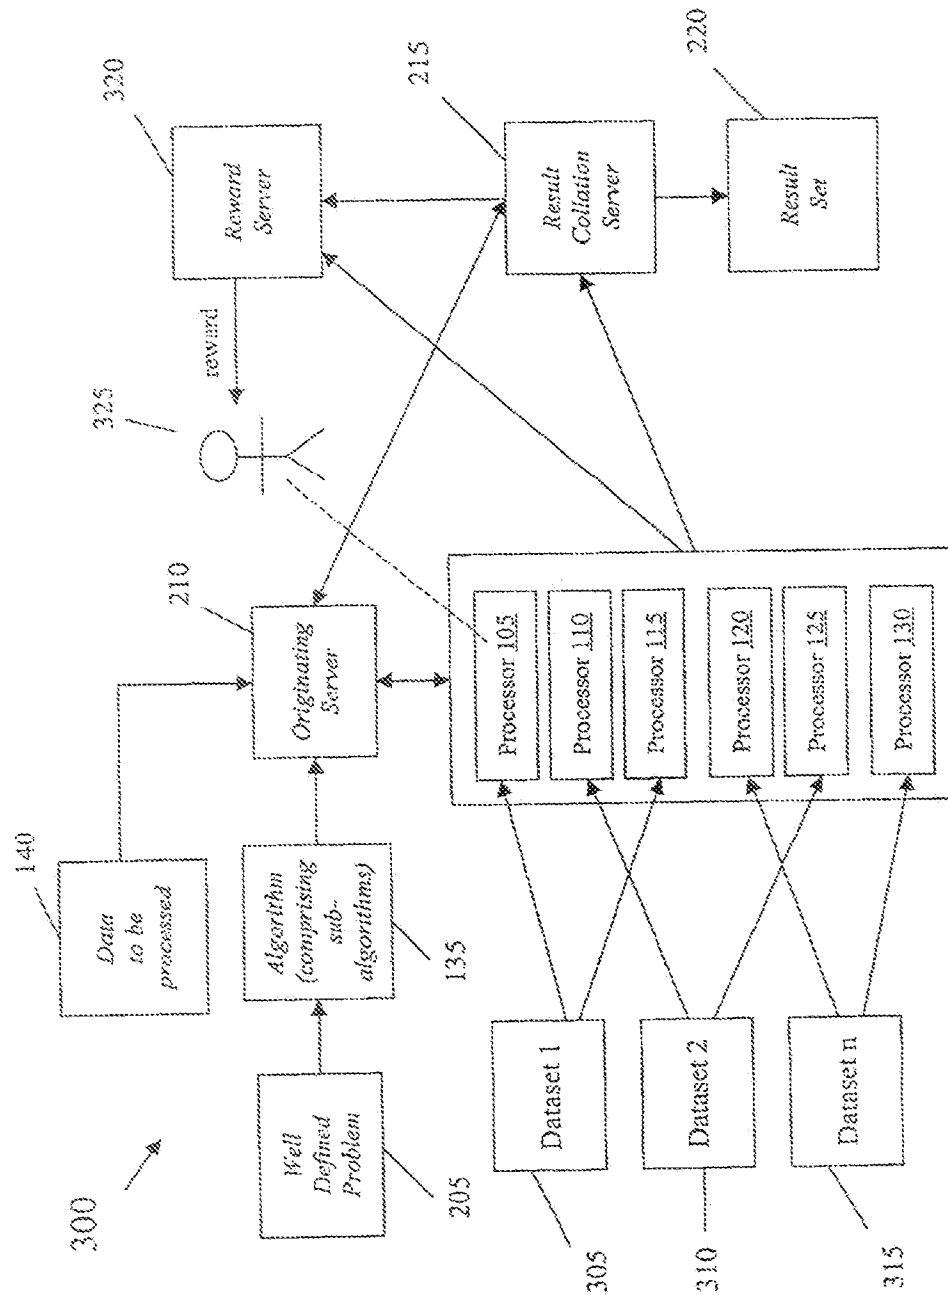 300
140
Data
to be
processed
Well
Defined
Problem
205
Algorithm
(comprising
sub-
algorithms)
135
210
Originating
Server
325
reward
320
Reward
Server
305
Dataset 1
310
Dataset 2
315
Dataset n
Processor 105
Processor 110
Processor 115
Processor 120
Processor 125
Processor 130
215
Result
Collation
Server
220
Result
Set